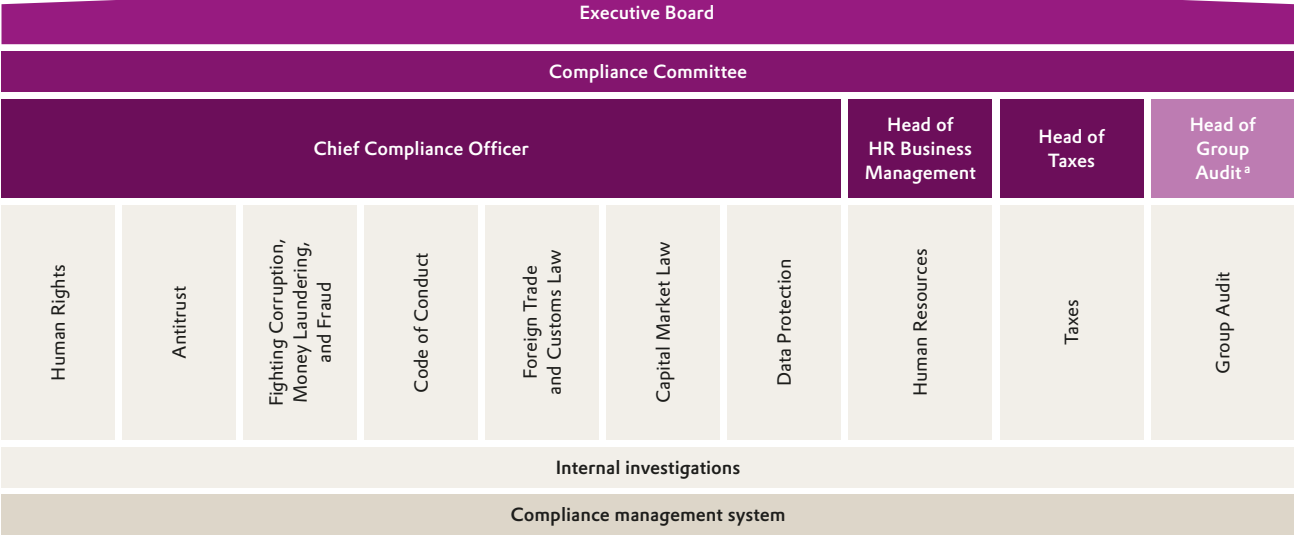 Executive Board
Compliance Committee
Chief Compliance Officer
Head of
HR Business
Management
Head of
Taxes
Head of
Group
Audit a
Human Rights
Antitrust
Fighting Corruption,
Money Laundering,
and Fraud
Code of Conduct
Foreign Trade
and Customs Law
Capital Market Law
Data Protection
Human Resources
Taxes
Group Audit
Internal investigations
Compliance management system